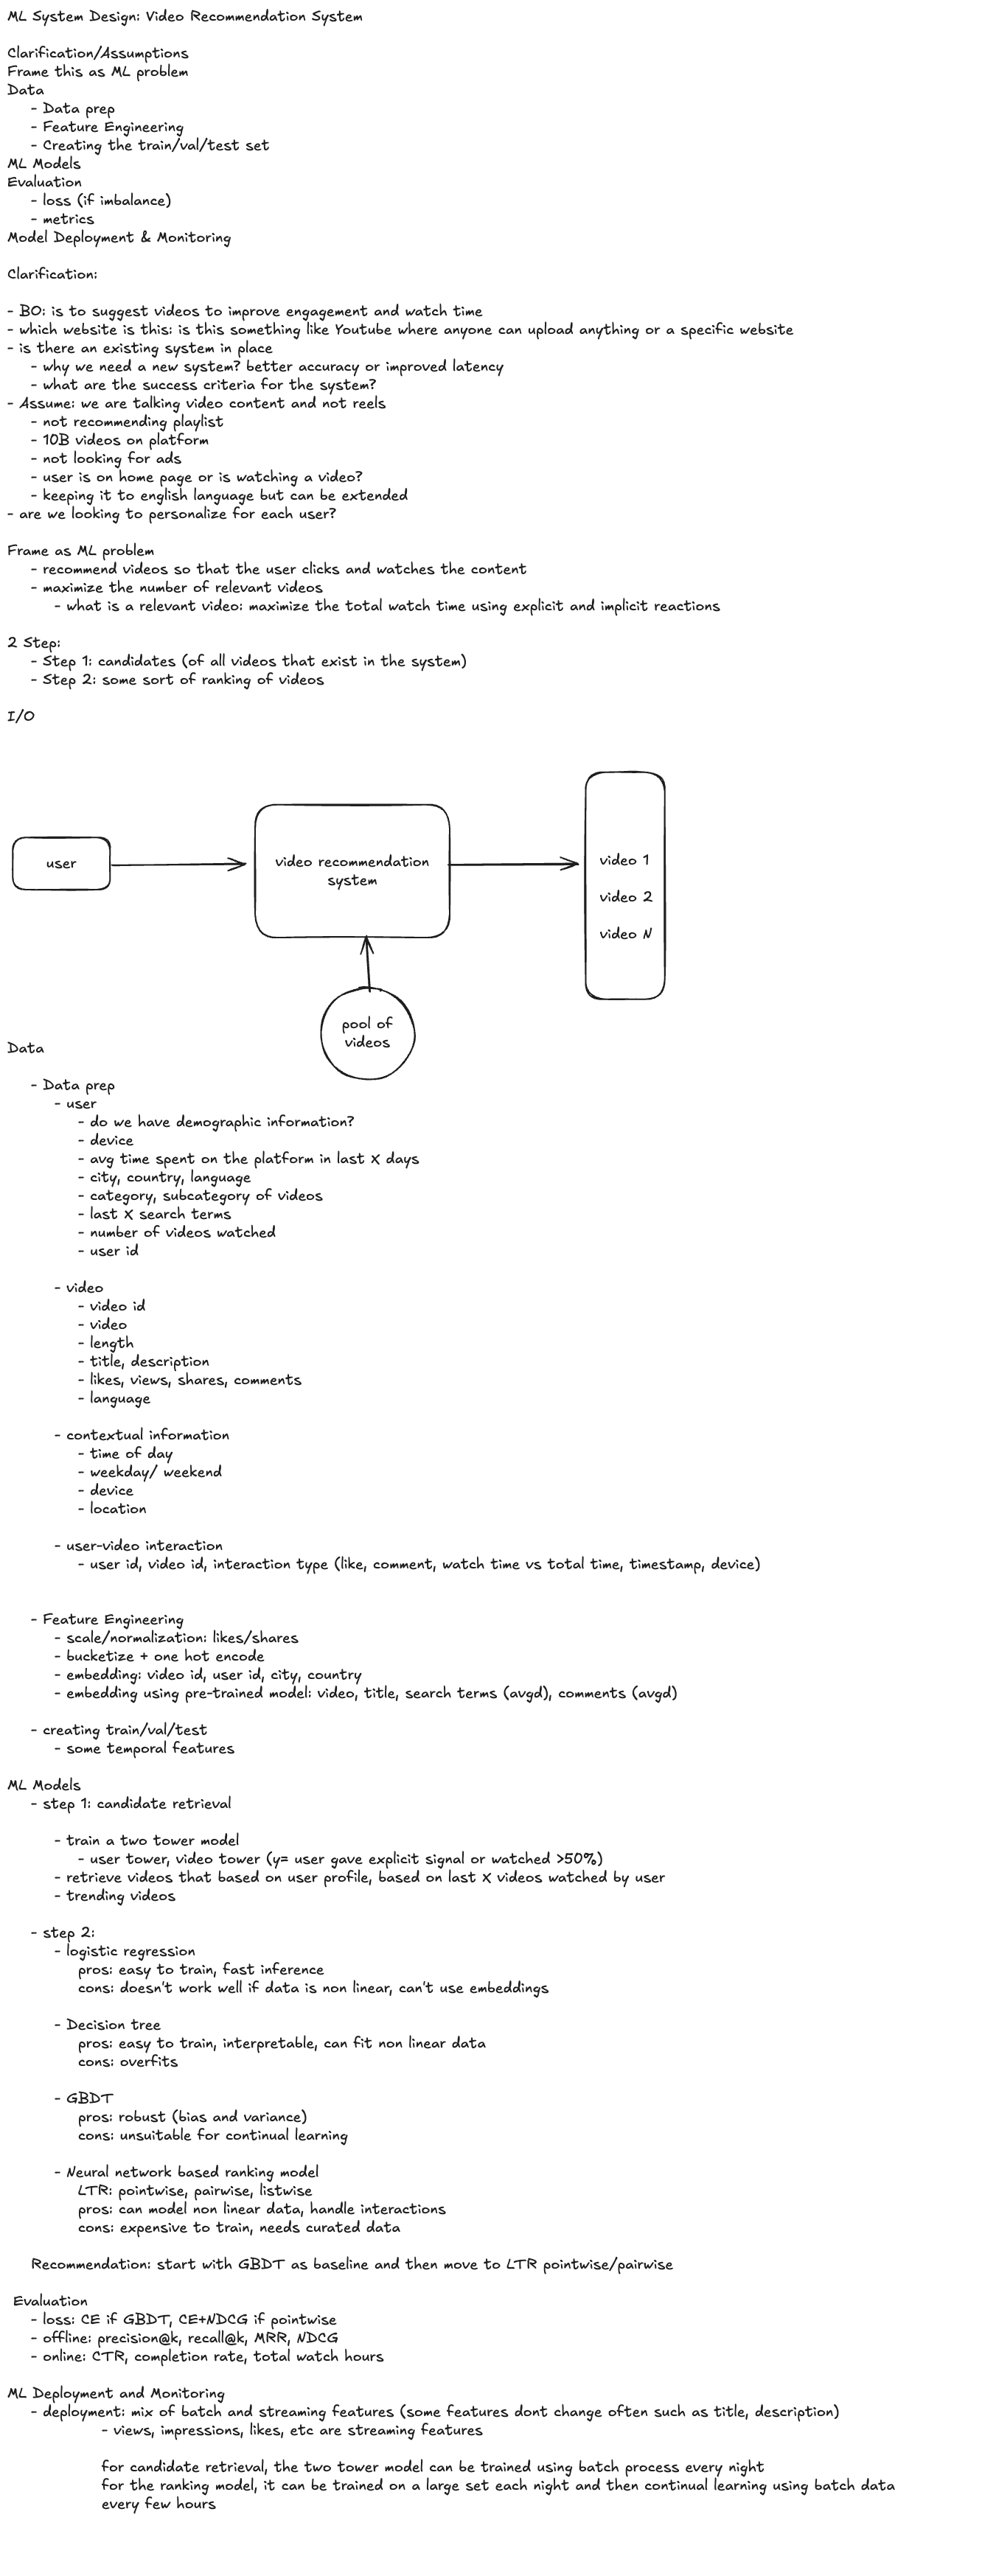 ML System Design: Video Recommendation System
Clarification/Assumptions
Frame this as ML problem
Data
- Data prep
- Feature Engineering
- Creating the train/val/test set
ML Models
Evaluation
- loss (if imbalance)
- metrics
Model Deployment & Monitoring
Clarification:
- BO: is to suggest videos to improve engagement and watch time
- which website is this: is this something like Youtube where anyone can upload anything or a specific website
- is there an existing system in place
- why we need a new system? better accuracy or improved latency
- what are the success criteria for the system?
- Assume: we are talking video content and not reels
- not recommending playlist
- 10B videos on platform
- not looking for ads
- user is on home page or is watching a video?
- keeping it to english language but can be extended
- are we looking to personalize for each user?
Frame as ML problem
- recommend videos so that the user clicks and watches the content
- maximize the number of relevant videos
- what is a relevant video: maximize the total watch time using explicit and implicit reactions
2 Step:
- Step 1: candidates (of all videos that exist in the system)
- Step 2: some sort of ranking of videos
I/O
user
video recommendation
system
video 1
video 2
video N
pool of
videos
Data
- Data prep
- user
- do we have demographic information?
- device
- avg time spent on the platform in last X days
- city, country, language
- category, subcategory of videos
- last X search terms
- number of videos watched
- user id
- video
- video id
- video
- length
- title, description
- likes, views, shares, comments
- language
- contextual information
- time of day
- weekday/ weekend
- device
- location
- user-video interaction
- user id, video id, interaction type (like, comment, watch time vs total time, timestamp, device)
- Feature Engineering
- scale/normalization: likes/shares
- bucketize + one hot encode
- embedding: video id, user id, city, country
- embedding using pre-trained model: video, title, search terms (avgd), comments (avgd)
- creating train/val/test
- some temporal features
ML Models
- step 1: candidate retrieval
- train a two tower model
- user tower, video tower (y= user gave explicit signal or watched >50%)
- retrieve videos that based on user profile, based on last X videos watched by user
- trending videos
- step 2:
- logistic regression
pros: easy to train, fast inference
cons: doesn't work well if data is non linear, can't use embeddings
- Decision tree
pros: easy to train, interpretable, can fit non linear data
cons: overfits
- GBDT
pros: robust (bias and variance)
cons: unsuitable for continual learning
- Neural network based ranking model
LTR: pointwise, pairwise, listwise
pros: can model non linear data, handle interactions
cons: expensive to train, needs curated data
Recommendation: start with GBDT as baseline and then move to LTR pointwise/pairwise
Evaluation
- loss: CE if GBDT, CE+NDCG if pointwise
- offline: precision@k, recall@k, MRR, NDCG
- online: CTR, completion rate, total watch hours
ML Deployment and Monitoring
- deployment: mix of batch and streaming features (some features dont change often such as title, description)
- views, impressions, likes, etc are streaming features
for candidate retrieval, the two tower model can be trained using batch process every night
for the ranking model, it can be trained on a large set each night and then continual learning using batch data
every few hours